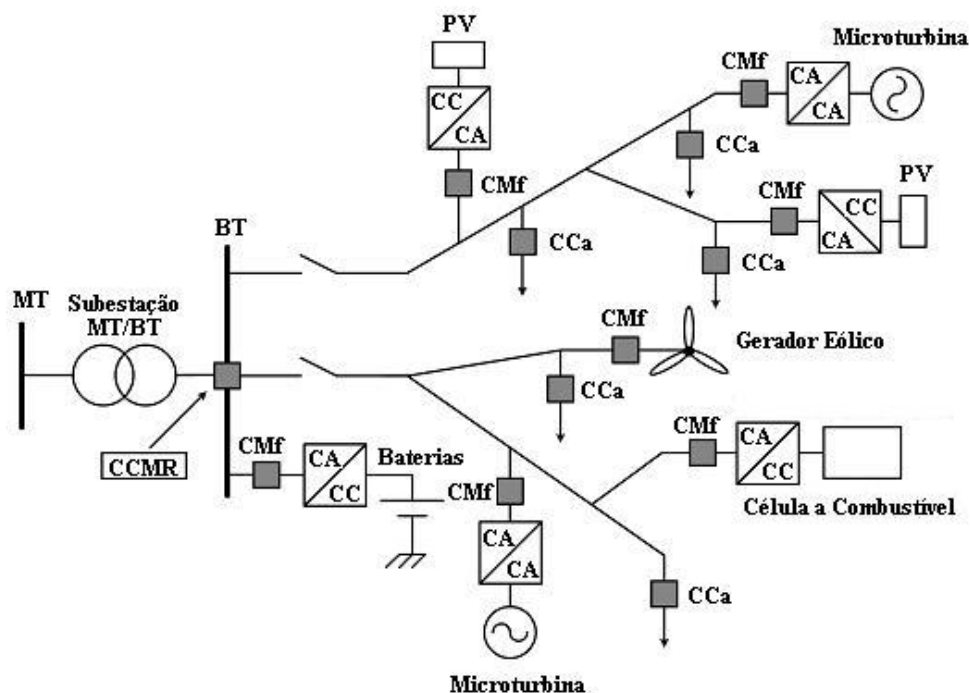 PV
Microturbina
CMf
CA
CA
CC
CA
CCa
CMf
PV
CMf
CC
CA
BT
CCa
CCa
MT
Subestação
MT/BT
CMf
Gerador Eólico
CCa
CCMR
CMf
CA
CC
Baterias
CMf
CMf
CA
CC
Célula a Combustível
CA
CA
CCa
Microturbina